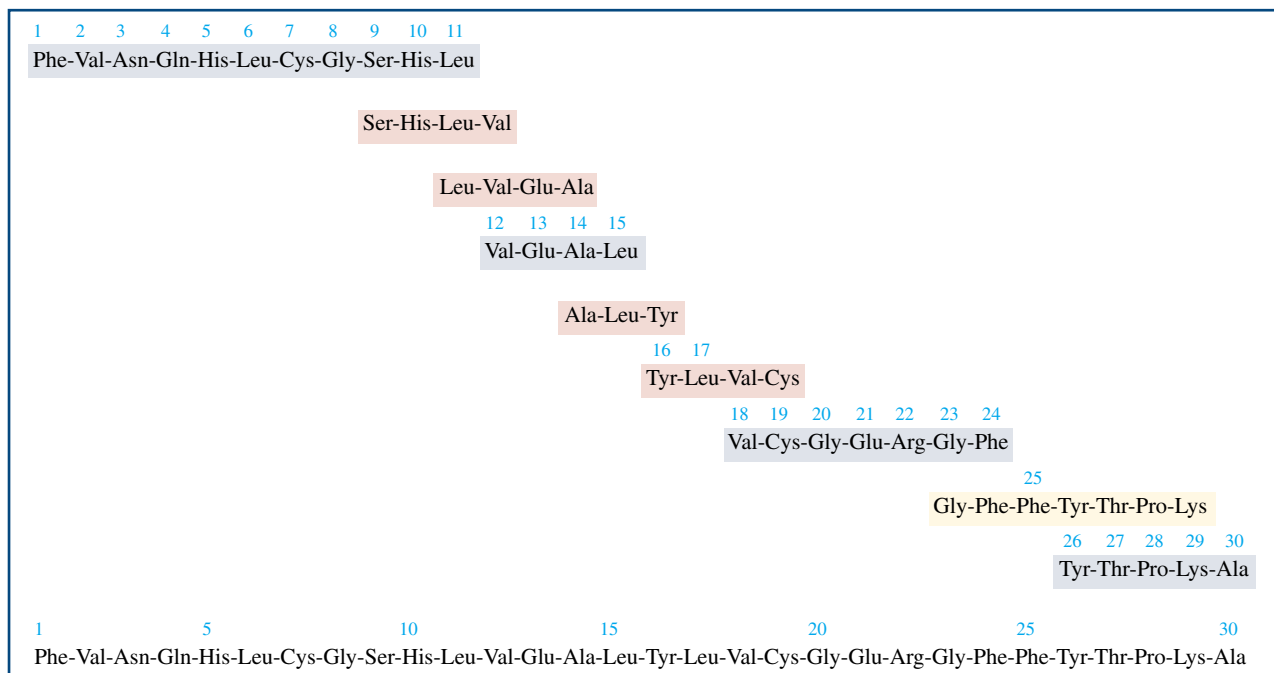 1 2 3 4 5 6 7 8 9 10 11
Phe-Val-Asn-Gln-His-Leu-Cys-Gly-Ser-His-Leu
Ser-His-Leu-Val
Leu-Val-Glu-Ala
12 13 14 15
Val-Glu-Ala-Leu
Ala-Leu-Tyr
16 17
Tyr-Leu-Val-Cys
18 19 20 21 22 23 24
Val-Cys-Gly-Glu-Arg-Gly-Phe
25
Gly-Phe-Phe-Tyr-Thr-Pro-Lys
26 27 28 29 30
Tyr-Thr-Pro-Lys-Ala
1 5 10 15 20 25 30
Phe-Val-Asn-Gln-His-Leu-Cys-Gly-Ser-His-Leu-Val-Glu-Ala-Leu-Tyr-Leu-Val-Cys-Gly-Glu-Arg-Gly-Phe-Phe-Tyr-Thr-Pro-Lys-Ala